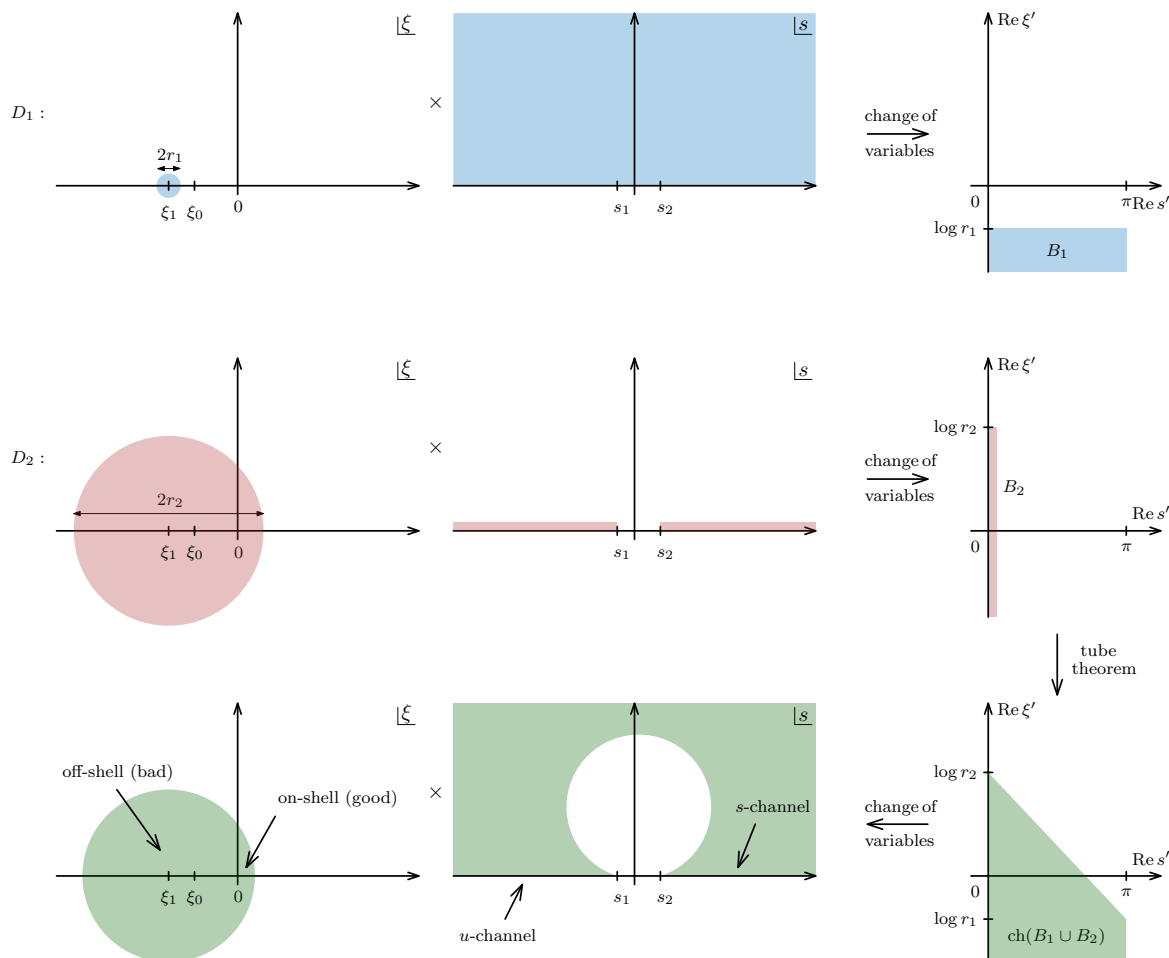 D₁ :
2r₁
ξ₁ ξ₀ 0
ξ
×
s
s₁ s₂
change of
variables
Re ξ′
0
π Re s′
log r₁
B₁
D₂ :
2r₂
ξ₁ ξ₀ 0
ξ
×
s
s₁ s₂
change of
variables
Re ξ′
log r₂
B₂
Re s′
0
π
tube
theorem
off-shell (bad)
on-shell (good)
ξ₁ ξ₀ 0
ξ
×
s
s-channel
s₁ s₂
u-channel
change of
variables
Re ξ′
log r₂
Re s′
0
π
log r₁
ch(B₁ ∪ B₂)